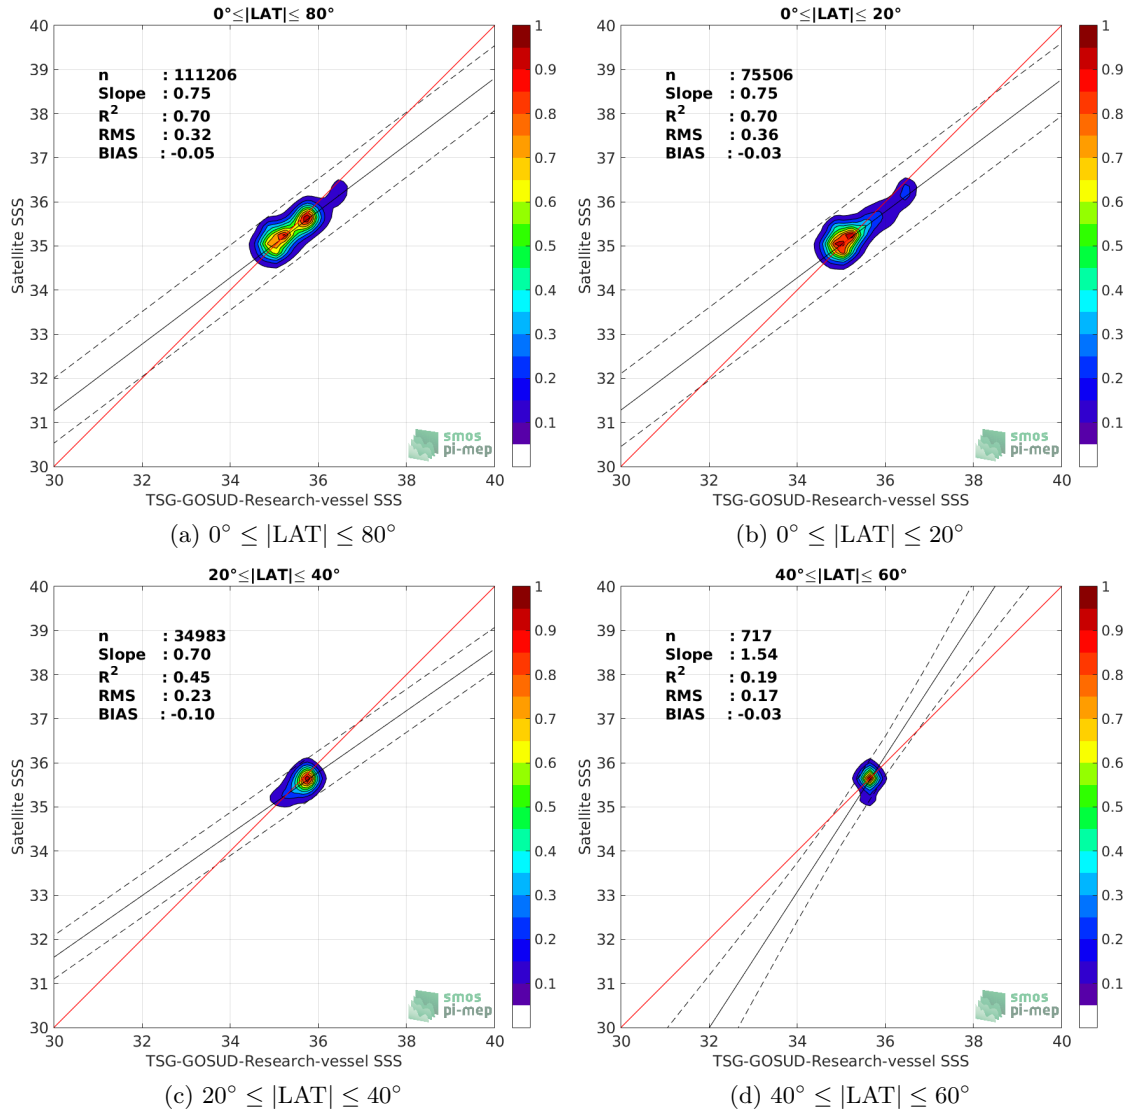 0°≤|LAT|≤ 80°
40
39
38
37
36
35
34
33
32
31
30
30
32
34
36
38
40
Satellite SSS
TSG-GOSUD-Research-vessel SSS
n : 111206
Slope : 0.75
R² : 0.70
RMS : 0.32
BIAS : -0.05
1
0.9
0.8
0.7
0.6
0.5
0.4
0.3
0.2
0.1
smos
pi-mep
(a) 0° ≤ |LAT| ≤ 80°
0°≤|LAT|≤ 20°
40
39
38
37
36
35
34
33
32
31
30
30
32
34
36
38
40
Satellite SSS
TSG-GOSUD-Research-vessel SSS
n : 75506
Slope : 0.75
R² : 0.70
RMS : 0.36
BIAS : -0.03
1
0.9
0.8
0.7
0.6
0.5
0.4
0.3
0.2
0.1
smos
pi-mep
(b) 0° ≤ |LAT| ≤ 20°
20°≤|LAT|≤ 40°
40
39
38
37
36
35
34
33
32
31
30
30
32
34
36
38
40
Satellite SSS
TSG-GOSUD-Research-vessel SSS
n : 34983
Slope : 0.70
R² : 0.45
RMS : 0.23
BIAS : -0.10
1
0.9
0.8
0.7
0.6
0.5
0.4
0.3
0.2
0.1
smos
pi-mep
(c) 20° ≤ |LAT| ≤ 40°
40°≤|LAT|≤ 60°
40
39
38
37
36
35
34
33
32
31
30
30
32
34
36
38
40
Satellite SSS
TSG-GOSUD-Research-vessel SSS
n : 717
Slope : 1.54
R² : 0.19
RMS : 0.17
BIAS : -0.03
1
0.9
0.8
0.7
0.6
0.5
0.4
0.3
0.2
0.1
smos
pi-mep
(d) 40° ≤ |LAT| ≤ 60°